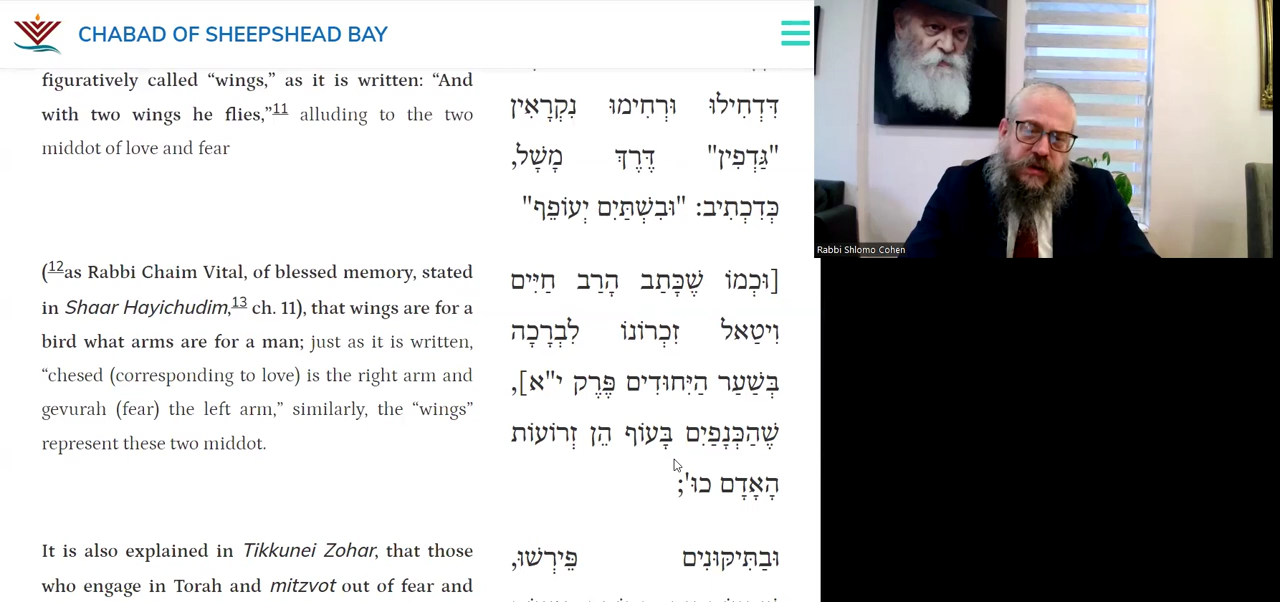 CHABAD OF SHEEPSHEAD BAY
figuratively called “wings,” as it is written: “And
with two wings he flies,”11 alluding to the two
middot of love and fear
דִּדְחִילוּ וּרְחִימוּ נִקְרָאִין
"גַּדְפִין" דֶּרֶךְ מָשָׁל,
כְּדִכְתִיב: "וּבִשְׁתַּיִם יְעוֹפֵף"
(12as Rabbi Chaim Vital, of blessed memory, stated
in Shaar Hayichudim,13 ch. 11), that wings are for a
bird what arms are for a man; just as it is written,
“chesed (corresponding to love) is the right arm and
gevurah (fear) the left arm,” similarly, the “wings”
represent these two middot.
[וּכְמוֹ שֶׁכָּתַב הָרַב חַיִּים
וִיטַאל זִכְרוֹנוֹ לִבְרָכָה
בְּשַׁעַר הַיִּחוּדִים פֶּרֶק י"א],
שֶׁהַכְּנָפַיִם בָּעוֹף הֵן זְרוֹעוֹת
הָאָדָם כוּ';
It is also explained in Tikkunei Zohar, that those
who engage in Torah and mitzvot out of fear and
וּבַתִּיקּוּנִים פֵּירְשׁוּ,
Rabbi Shlomo Cohen